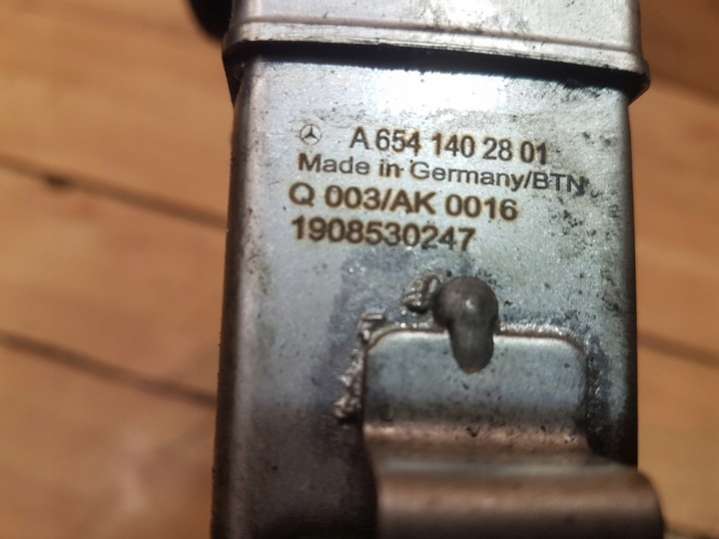 A 654 140 28 01
Made in Germany/BTN
Q 003/AK 0016
1908530247